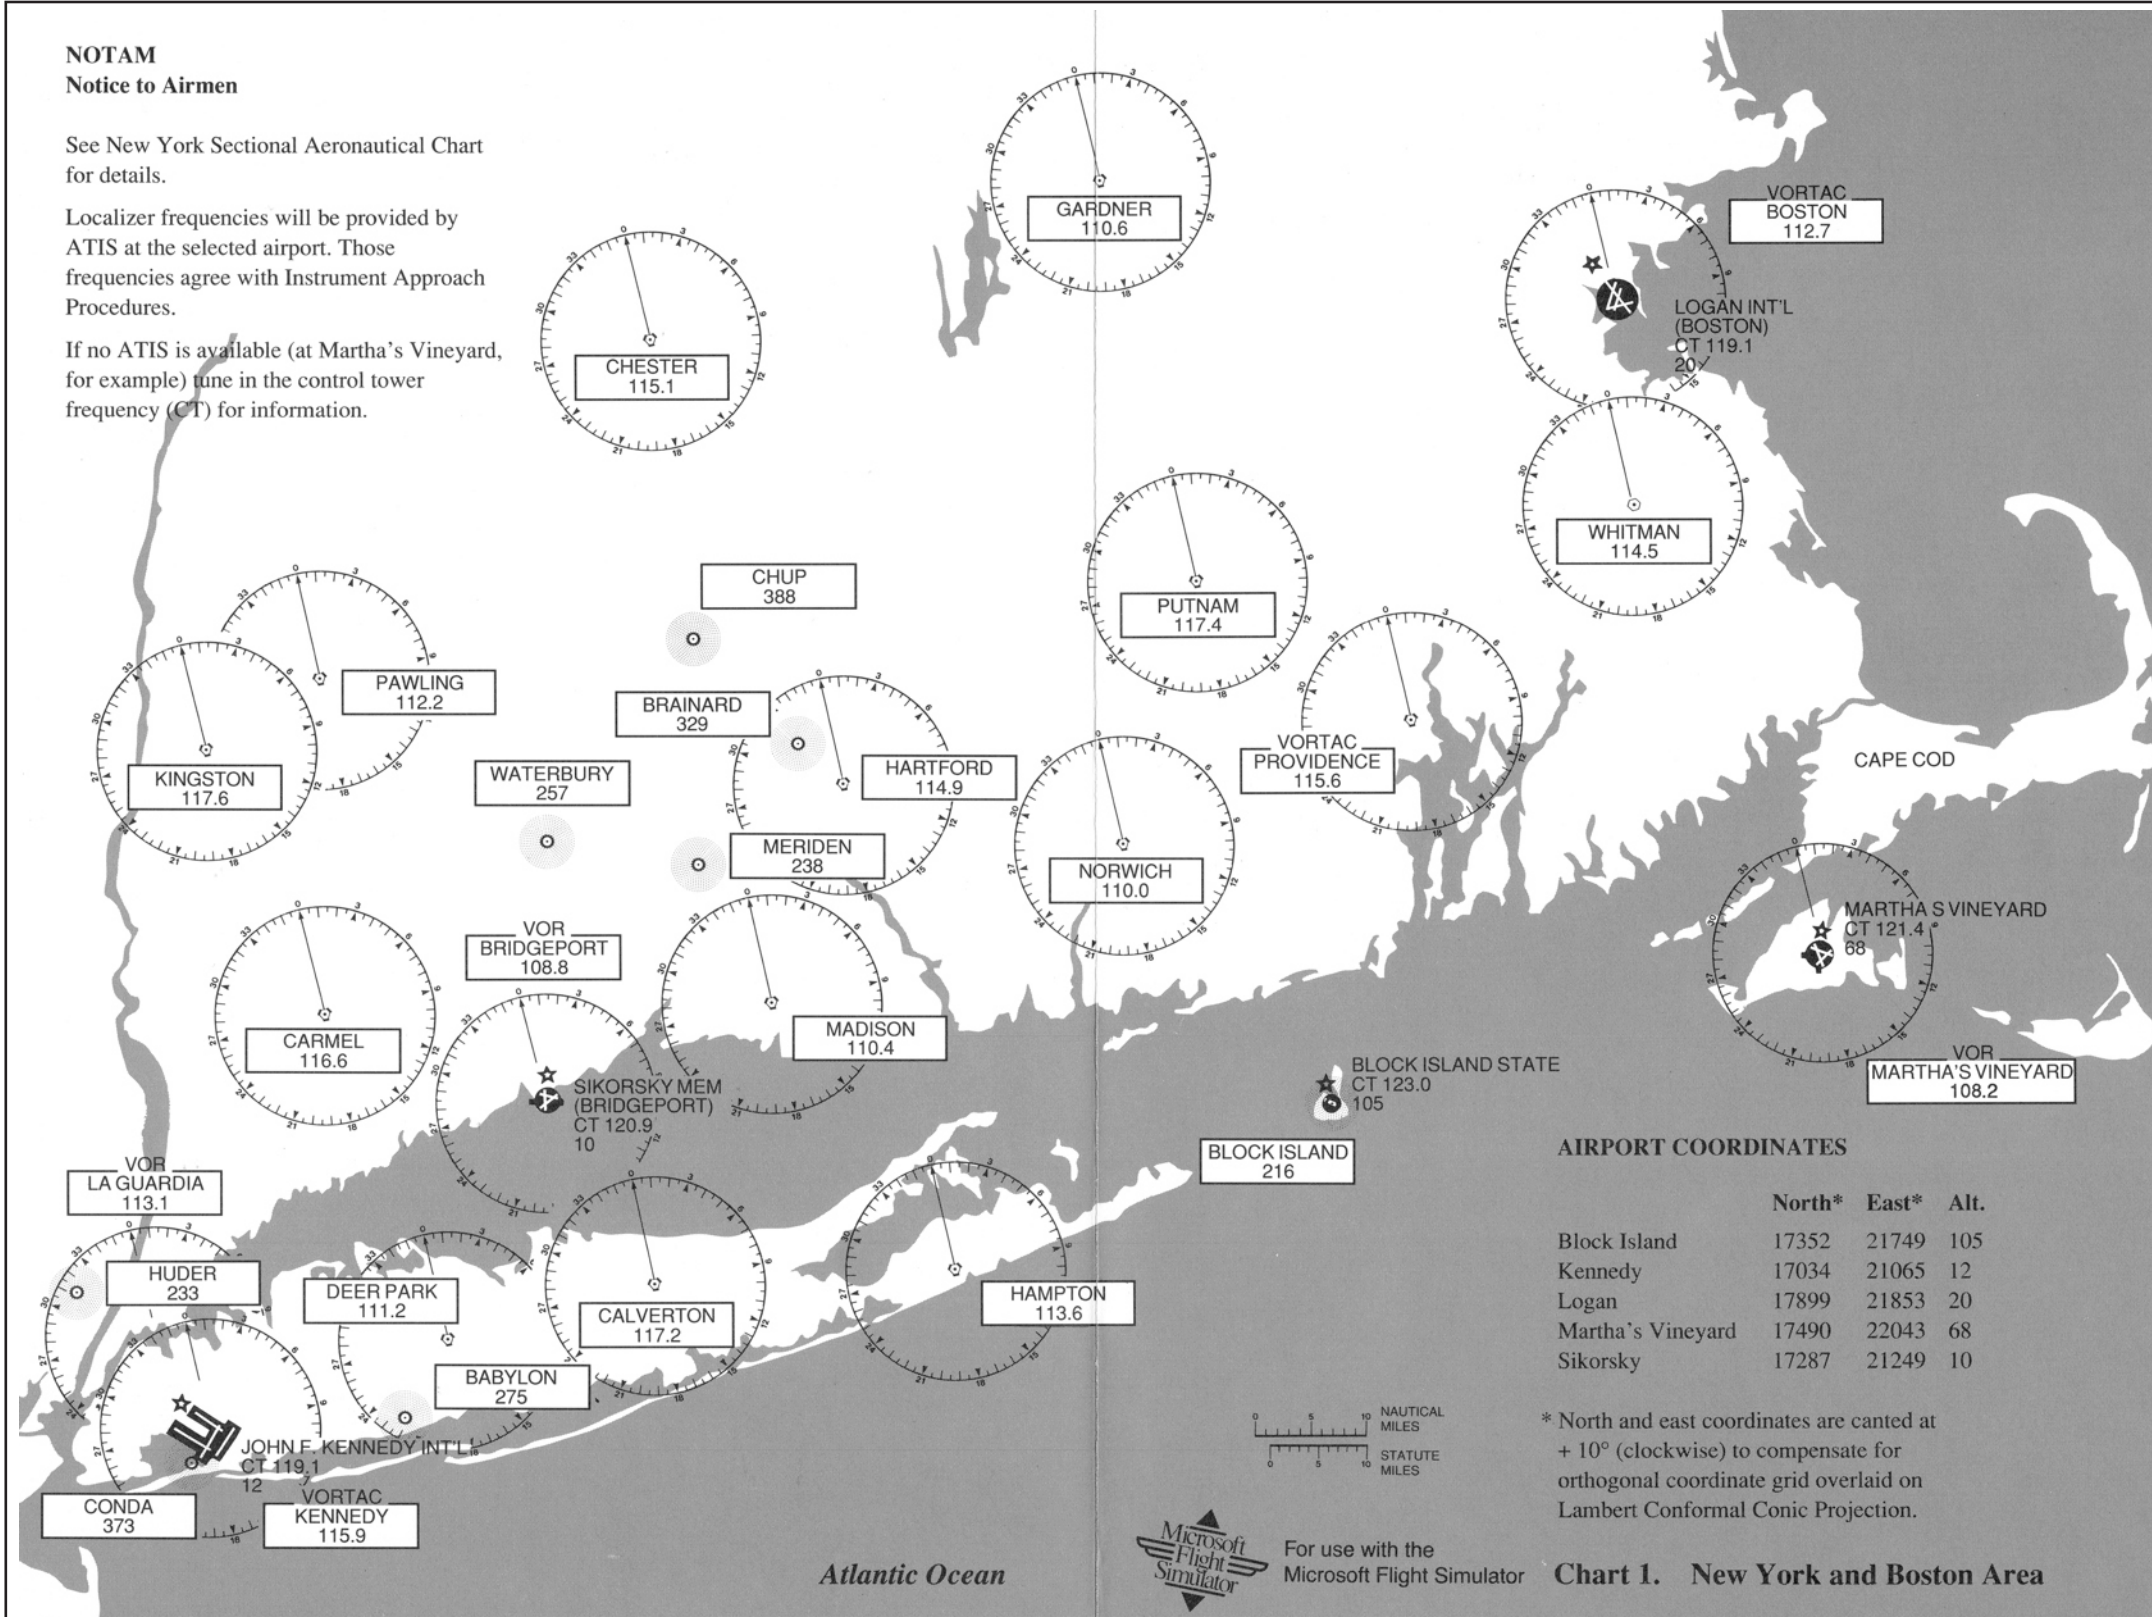 NOTAM
Notice to Airmen
See New York Sectional Aeronautical Chart
for details.
Localizer frequencies will be provided by
ATIS at the selected airport. Those
frequencies agree with Instrument Approach
Procedures.
If no ATIS is available (at Martha's Vineyard,
for example) tune in the control tower
frequency (CT) for information.
GARDNER
110.6
VORTAC
BOSTON
112.7
LOGAN INT'L
(BOSTON)
CT 119.1
20
CHESTER
115.1
WHITMAN
114.5
CHUP
388
PUTNAM
117.4
PAWLING
112.2
BRAINARD
329
KINGSTON
117.6
WATERBURY
257
HARTFORD
114.9
VORTAC
PROVIDENCE
115.6
CAPE COD
MERIDEN
238
NORWICH
110.0
MARTHA S VINEYARD
CT 121.4
68
VOR
BRIDGEPORT
108.8
CARMEL
116.6
MADISON
110.4
SIKORSKY MEM
(BRIDGEPORT)
CT 120.9
10
BLOCK ISLAND STATE
CT 123.0
105
VOR
MARTHA'S VINEYARD
108.2
BLOCK ISLAND
216
VOR
LA GUARDIA
113.1
HUDER
233
DEER PARK
111.2
CALVERTON
117.2
HAMPTON
113.6
BABYLON
275
JOHN F. KENNEDY INT'L
CT 119.1
12
CONDA
373
VORTAC
KENNEDY
115.9
AIRPORT COORDINATES
North* East* Alt.
Block Island 17352 21749 105
Kennedy 17034 21065 12
Logan 17899 21853 20
Martha's Vineyard 17490 22043 68
Sikorsky 17287 21249 10
* North and east coordinates are canted at
+ 10° (clockwise) to compensate for
orthogonal coordinate grid overlaid on
Lambert Conformal Conic Projection.
0 5 10 NAUTICAL
MILES
0 5 10 STATUTE
MILES
Atlantic Ocean
Microsoft
Flight
Simulator
For use with the
Microsoft Flight Simulator
Chart 1. New York and Boston Area